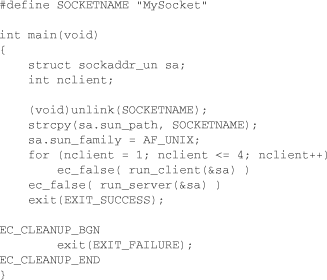 #define SOCKETNAME "MySocket"
int main(void)
{
struct sockaddr_un sa;
int nclient;
(void)unlink(SOCKETNAME);
strcpy(sa.sun_path, SOCKETNAME);
sa.sun_family = AF_UNIX;
for (nclient = 1; nclient <= 4; nclient++)
ec_false( run_client(&sa) )
ec_false( run_server(&sa) )
exit(EXIT_SUCCESS);
EC_CLEANUP_BGN
exit(EXIT_FAILURE);
EC_CLEANUP_END
}